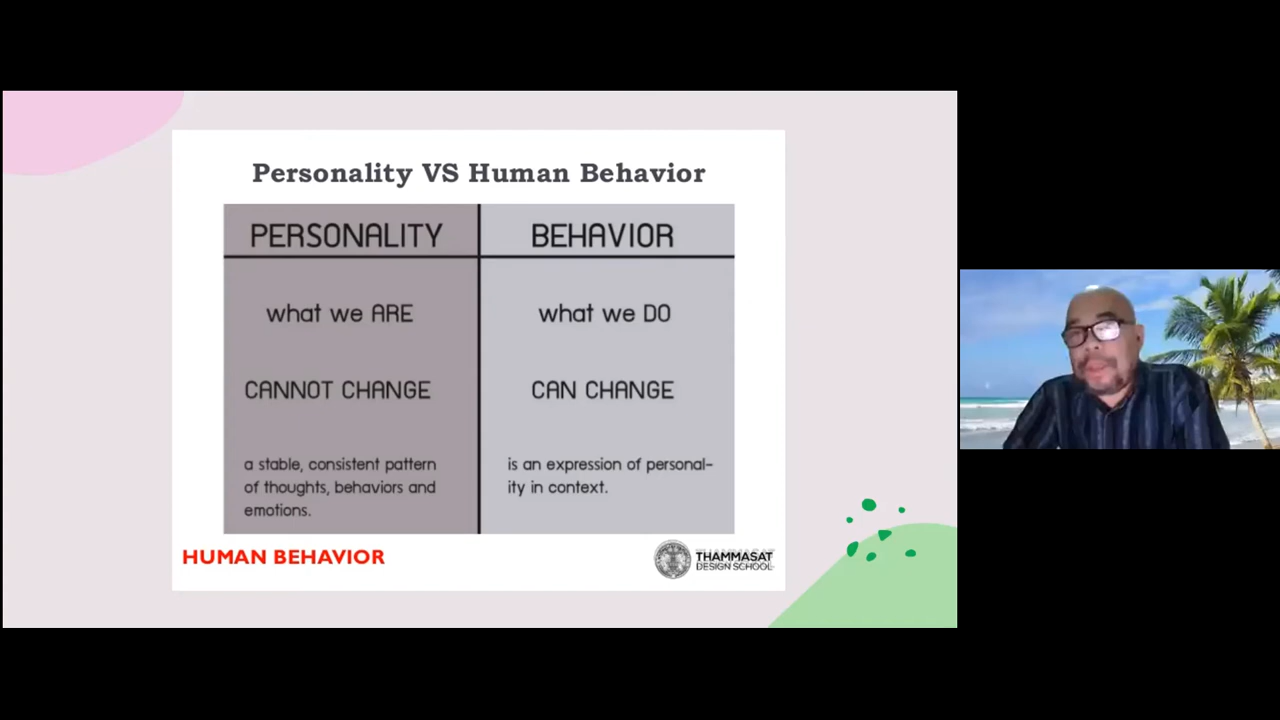 Personality VS Human Behavior
PERSONALITY
BEHAVIOR
what we ARE
what we DO
CANNOT CHANGE
CAN CHANGE
a stable, consistent pattern
of thoughts, behaviors and
emotions.
is an expression of personal-
ity in context.
HUMAN BEHAVIOR
THAMMASAT
DESIGN SCHOOL